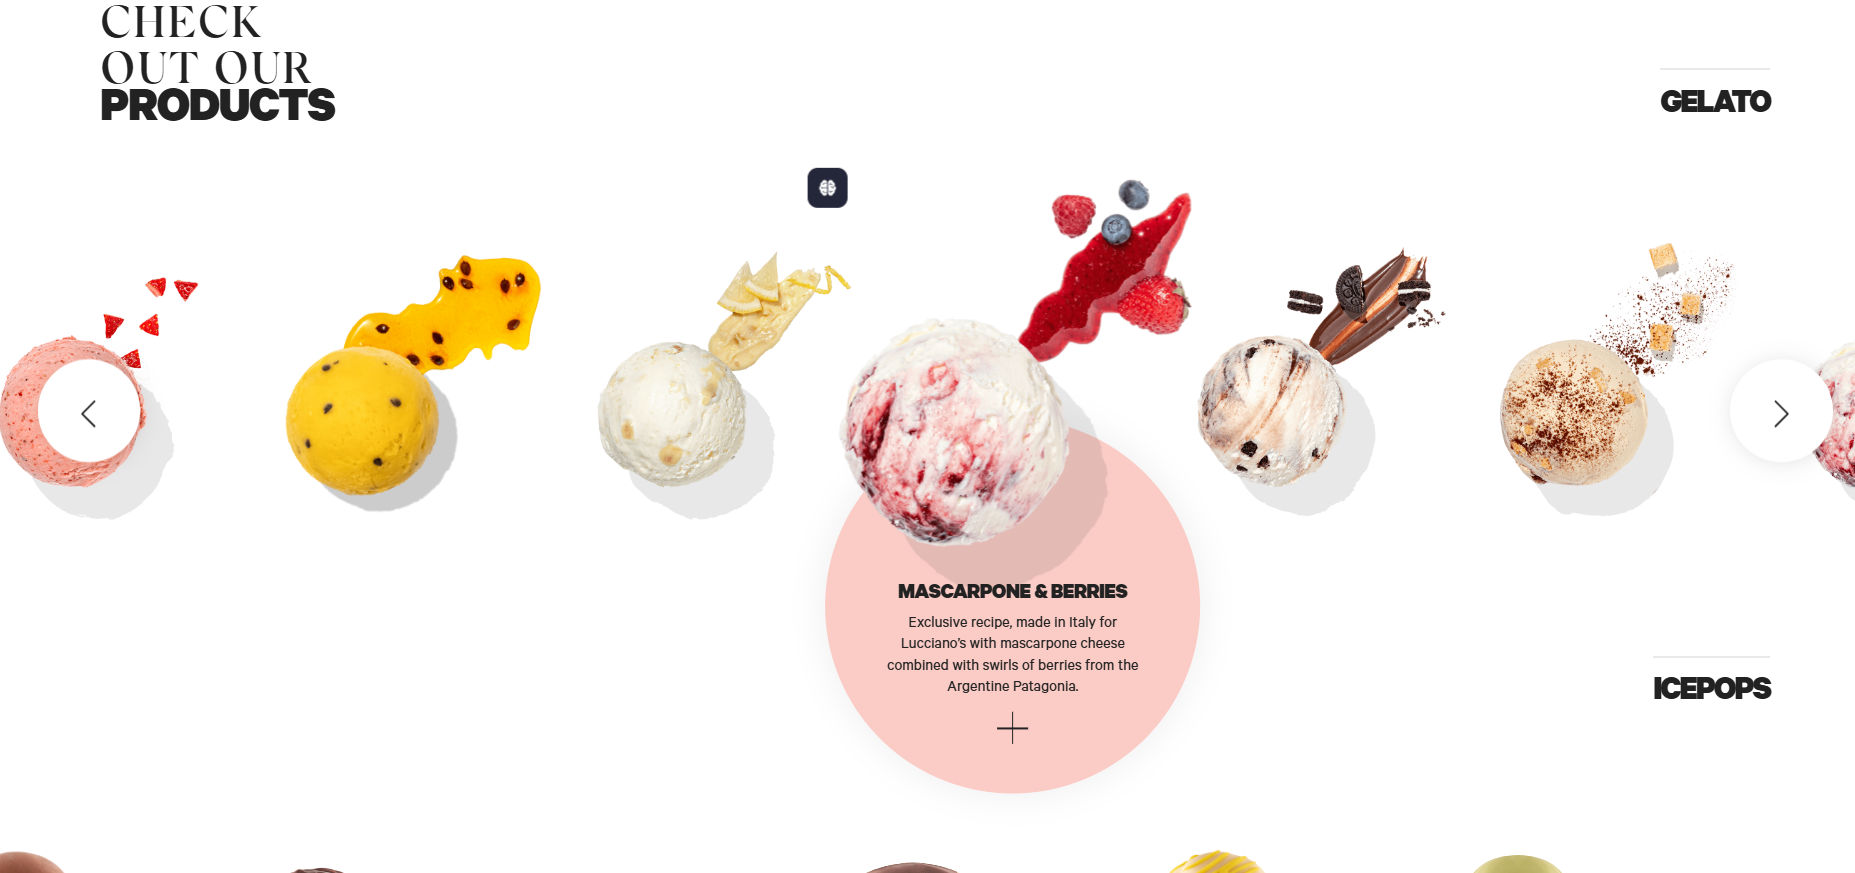 CHECK
OUT OUR
PRODUCTS
GELATO
MASCARPONE & BERRIES
Exclusive recipe, made in Italy for
Lucciano's with mascarpone cheese
combined with swirls of berries from the
Argentine Patagonia.
ICEPOPS